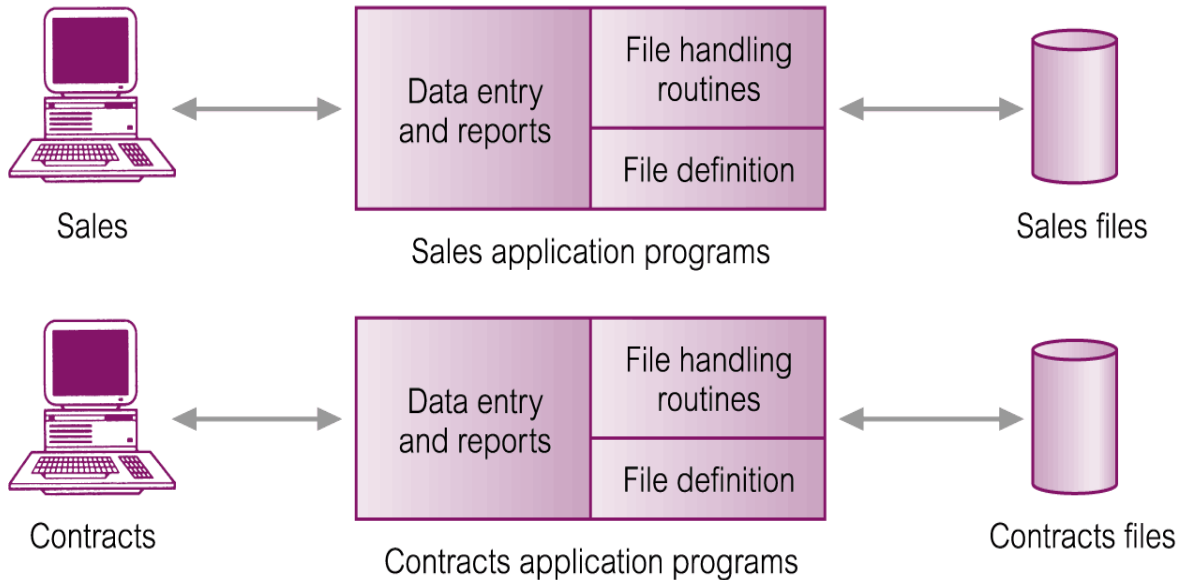 Data entry
and reports
File handling
routines
File definition
Sales
Sales application programs
Sales files
Data entry
and reports
File handling
routines
File definition
Contracts
Contracts application programs
Contracts files